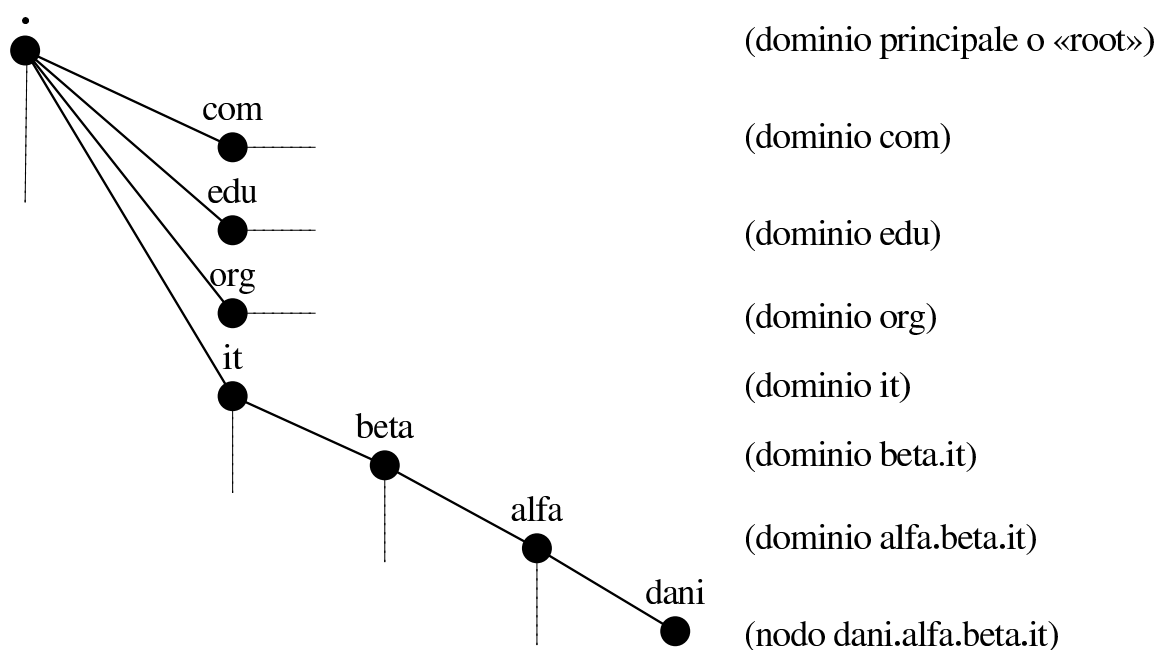 .
(dominio principale o «root»)
com
(dominio com)
edu
(dominio edu)
org
(dominio org)
it
(dominio it)
beta
(dominio beta.it)
alfa
(dominio alfa.beta.it)
dani
(nodo dani.alfa.beta.it)